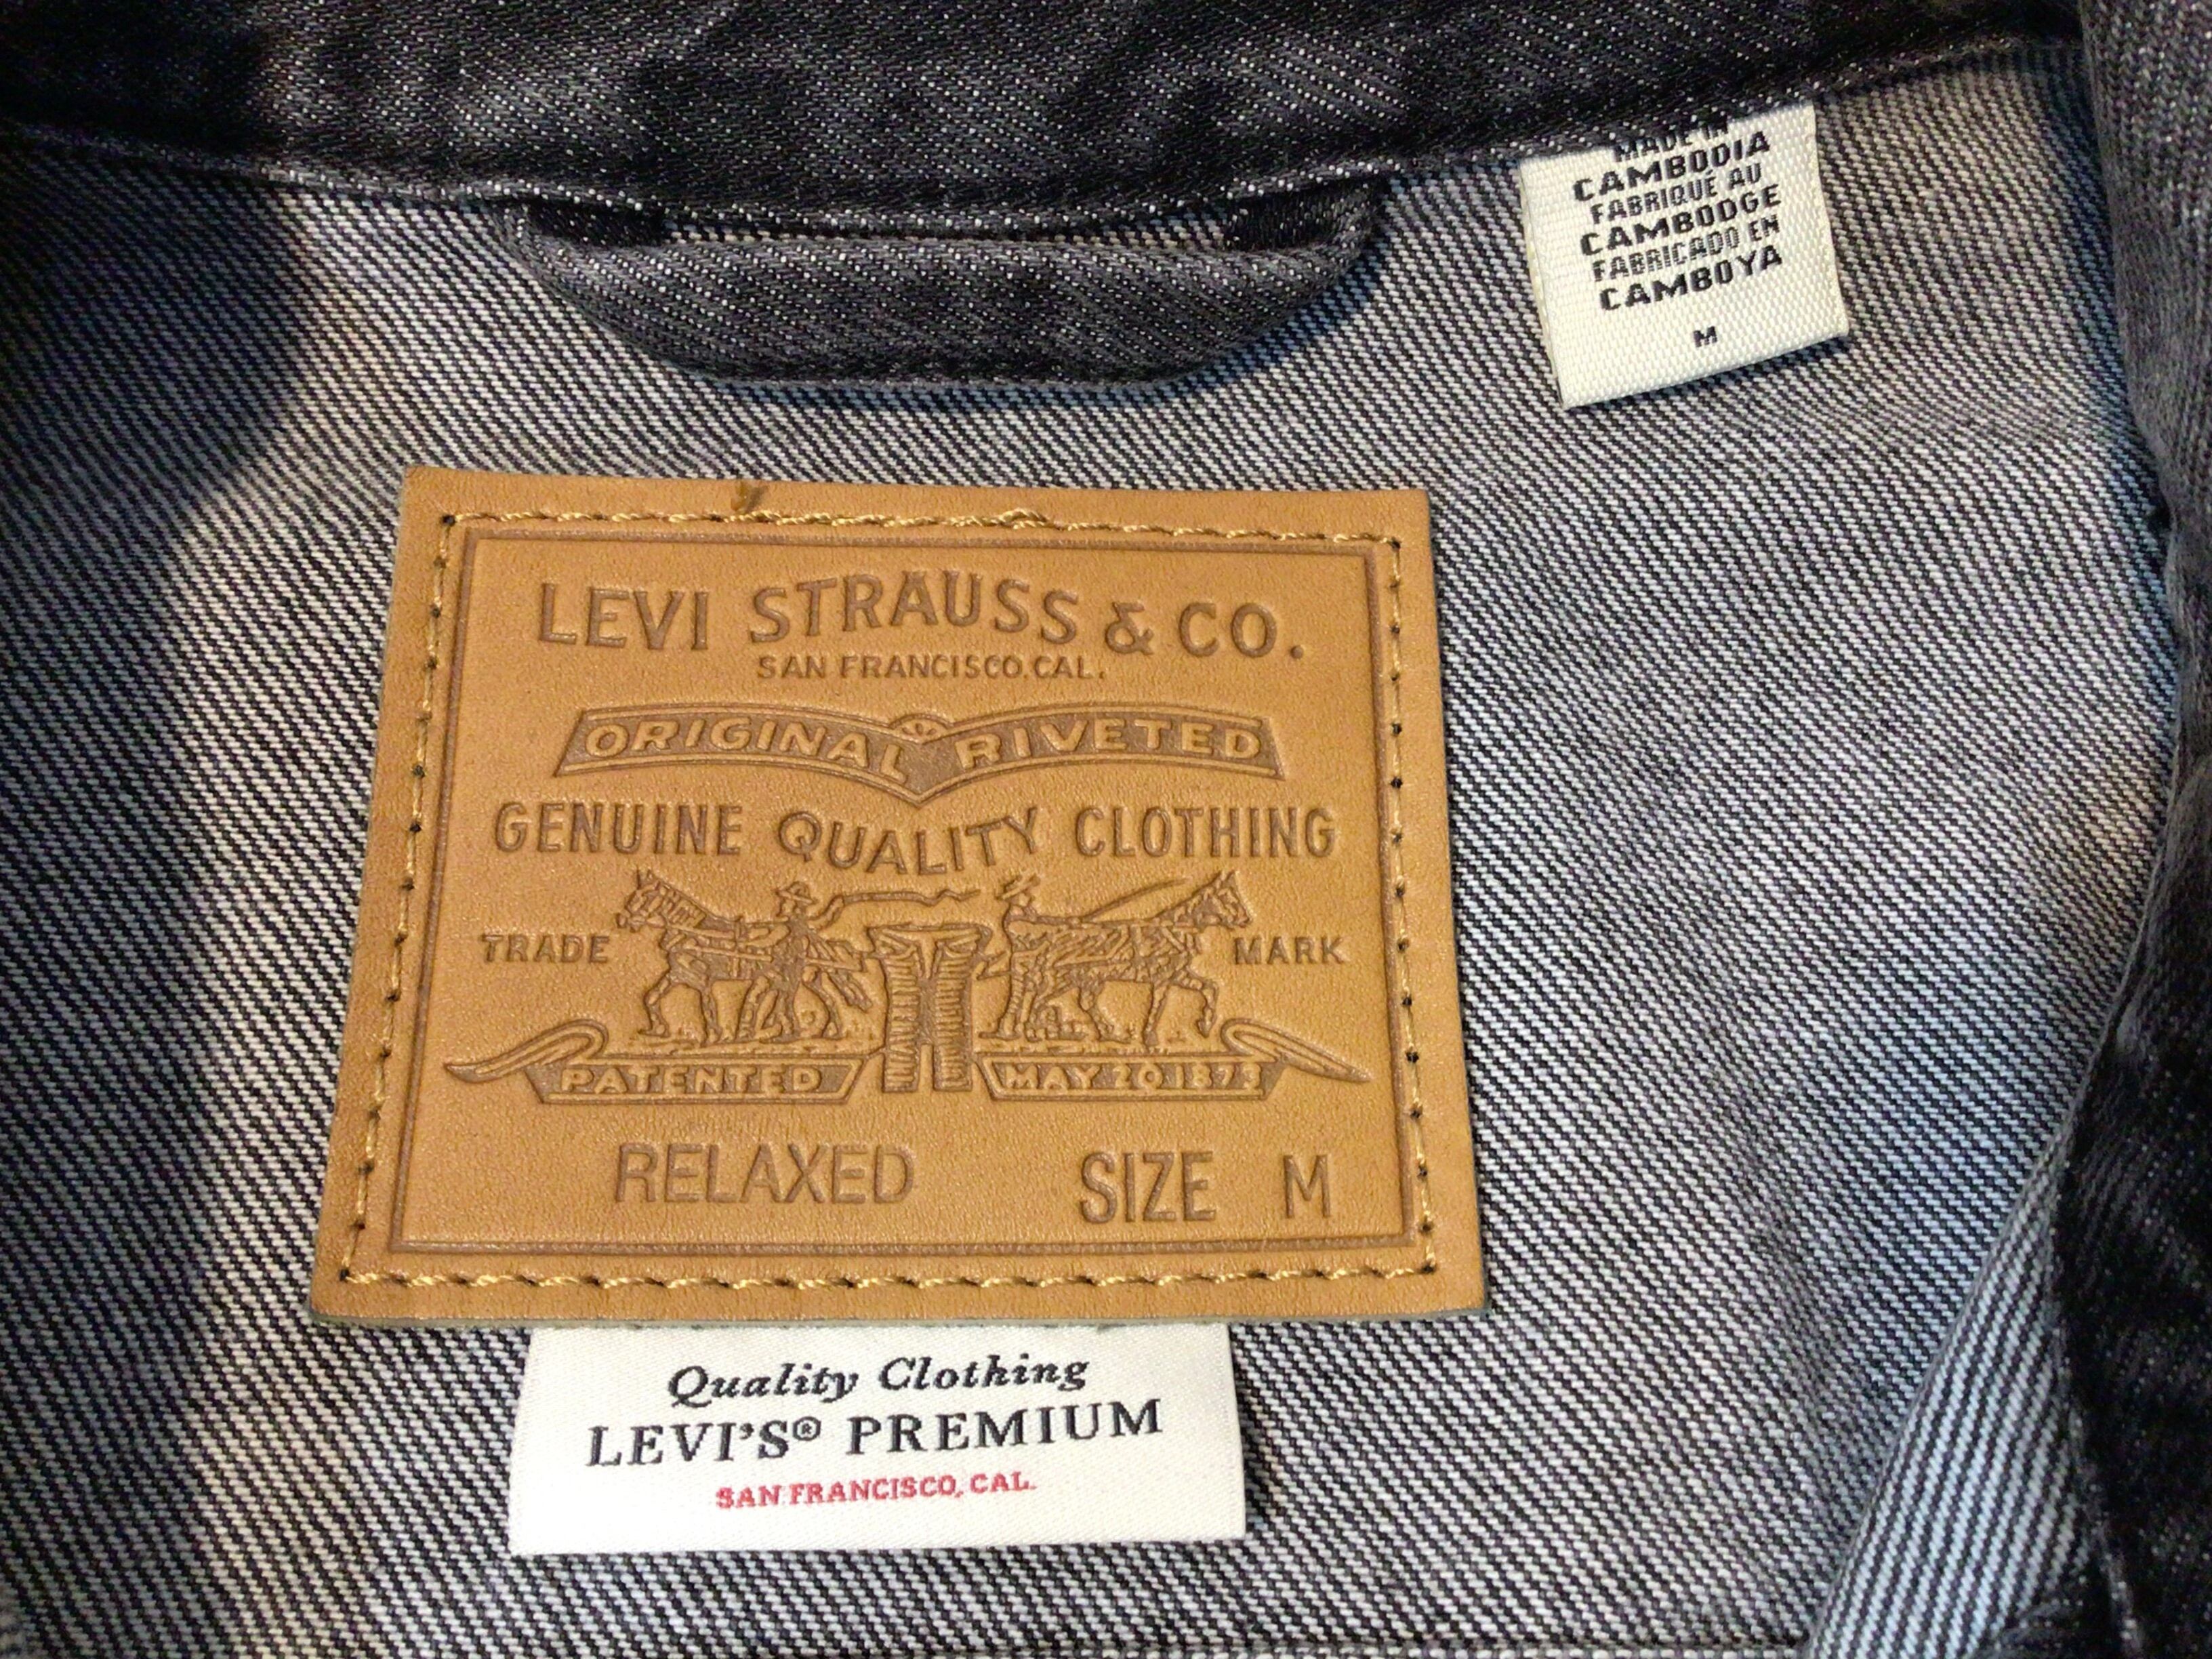 MADE IN
CAMBODIA
FABRIQUÉ AU
CAMBODGE
FABRICADO EN
CAMBOYA
M
LEVI STRAUSS & CO.
SAN FRANCISCO, CAL.
ORIGINAL RIVETED
GENUINE QUALITY CLOTHING
TRADE MARK
PATENTED MAY 20 1873
RELAXED SIZE M
Quality Clothing
LEVI'S® PREMIUM
SAN FRANCISCO, CAL.